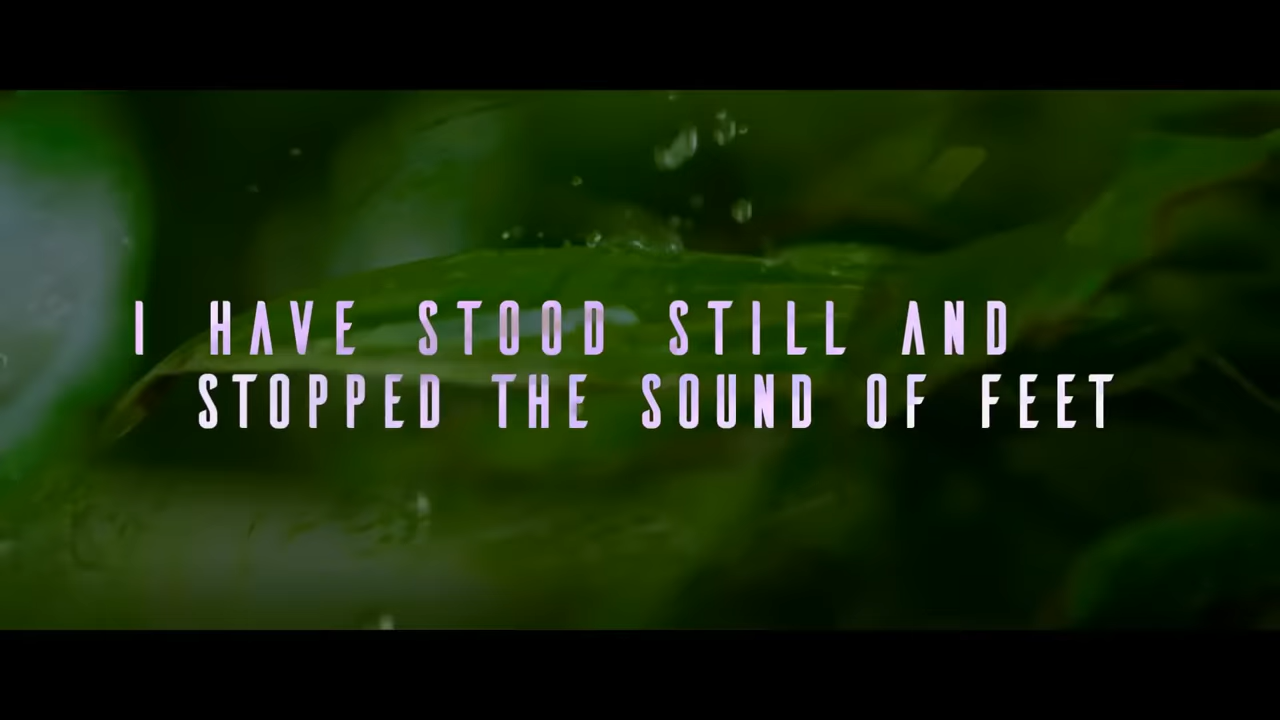 I HAVE STOOD STILL AND
STOPPED THE SOUND OF FEET